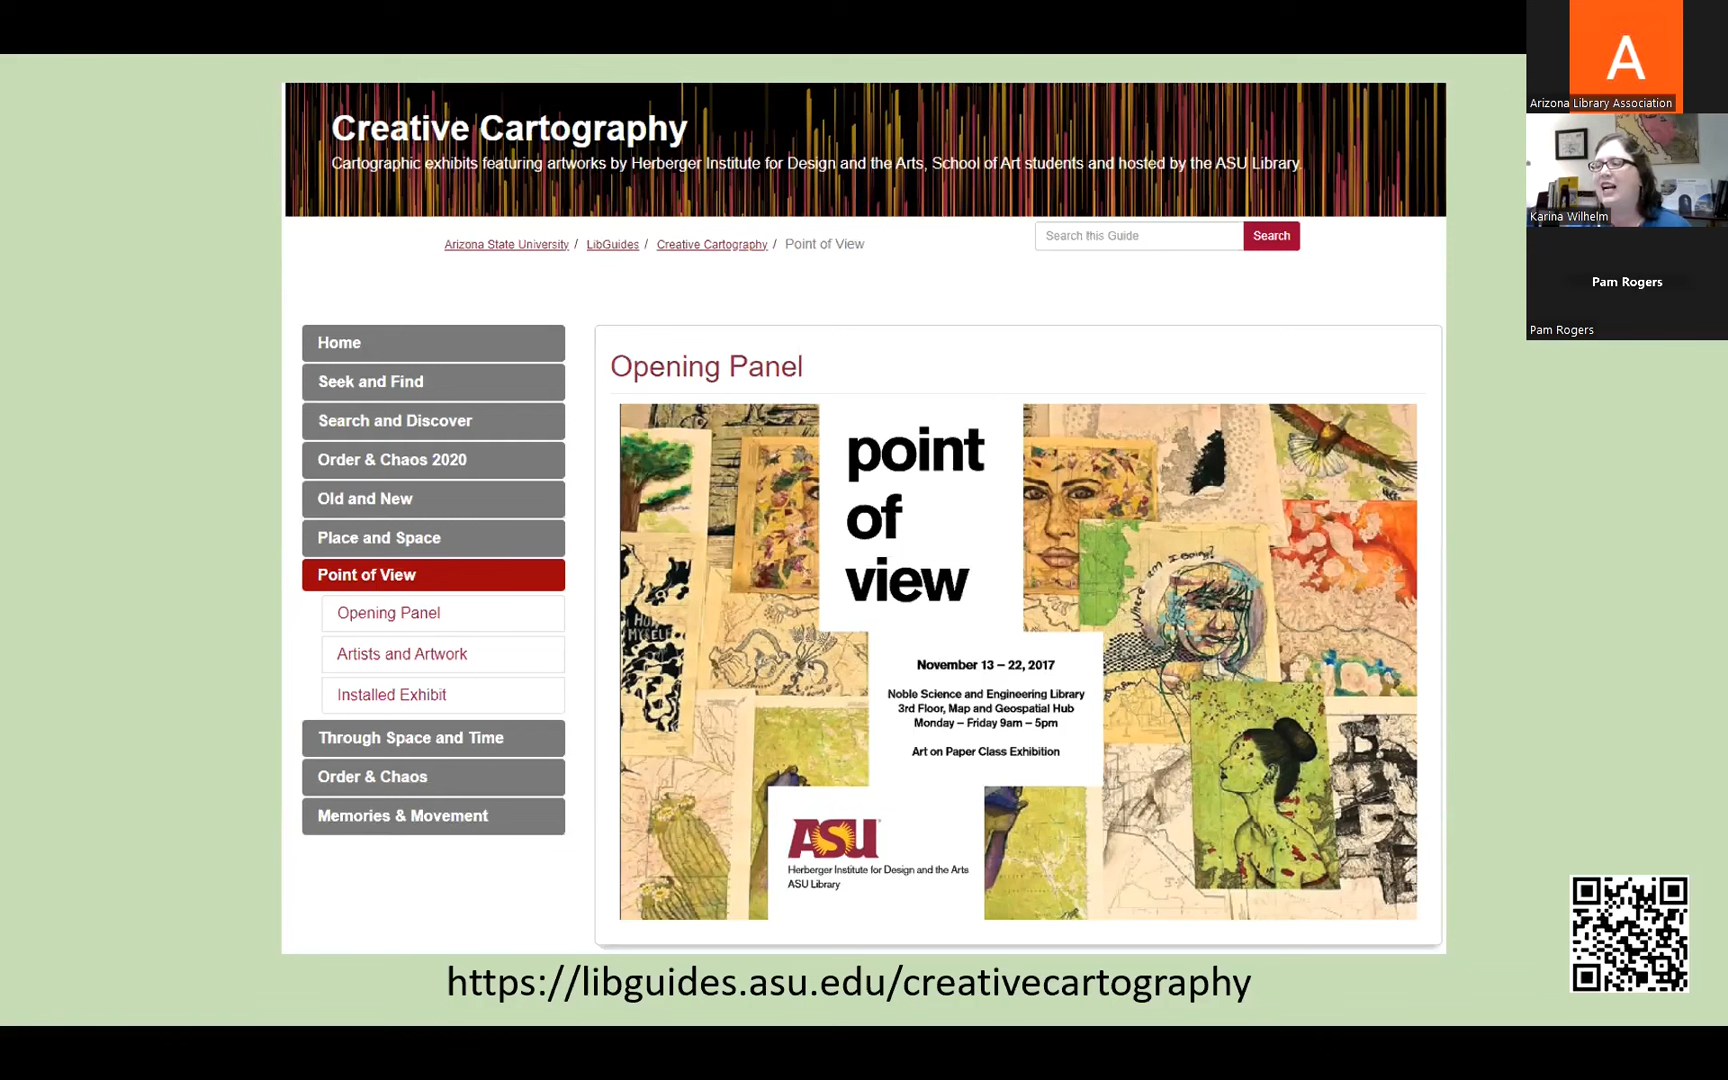 Creative Cartography
Cartographic exhibits featuring artworks by Herberger Institute for Design and the Arts, School of Art students and hosted by the ASU Library.
Arizona State University / LibGuides / Creative Cartography / Point of View
Search this Guide
Search
Home
Seek and Find
Search and Discover
Order & Chaos 2020
Old and New
Place and Space
Point of View
Opening Panel
Artists and Artwork
Installed Exhibit
Through Space and Time
Order & Chaos
Memories & Movement
Opening Panel
point
of
view
November 13 – 22, 2017
Noble Science and Engineering Library
3rd Floor, Map and Geospatial Hub
Monday – Friday 9am – 5pm
Art on Paper Class Exhibition
ASU
Herberger Institute for Design and the Arts
ASU Library
MYSELF
https://libguides.asu.edu/creativecartography
A
Arizona Library Association
Karina Wilhelm
Pam Rogers
Pam Rogers